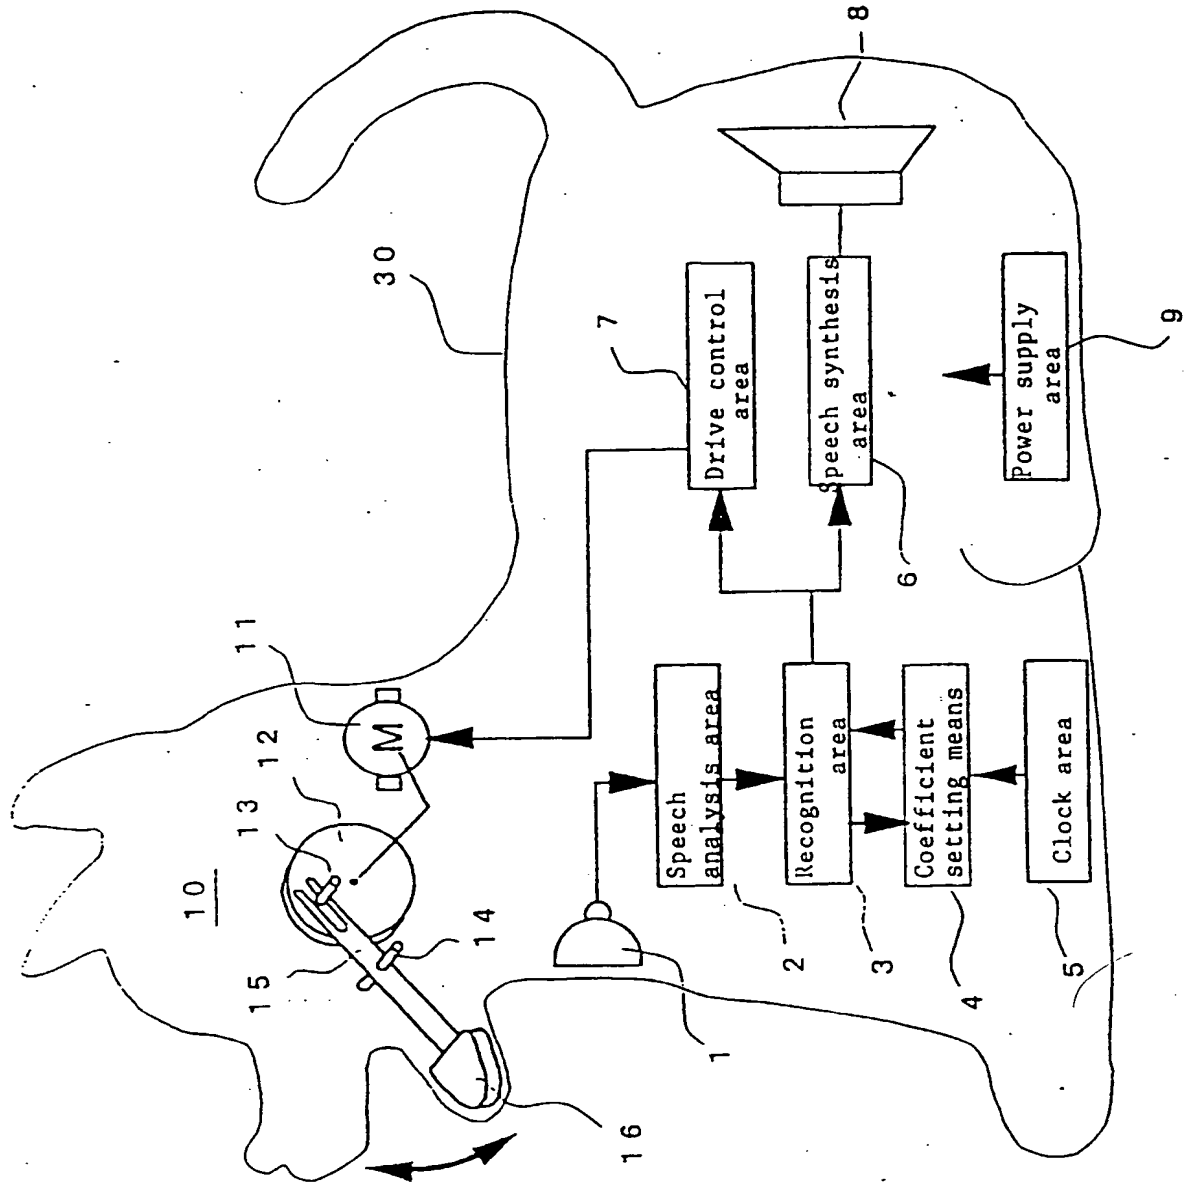 8
30
7
Drive control
area
Speech synthesis
area
6
Power supply
area
9
11
12
13
10
M
14
15
16
1
Speech
analysis area
2
Recognition
area
3
Coefficient
setting means
4
Clock area
5